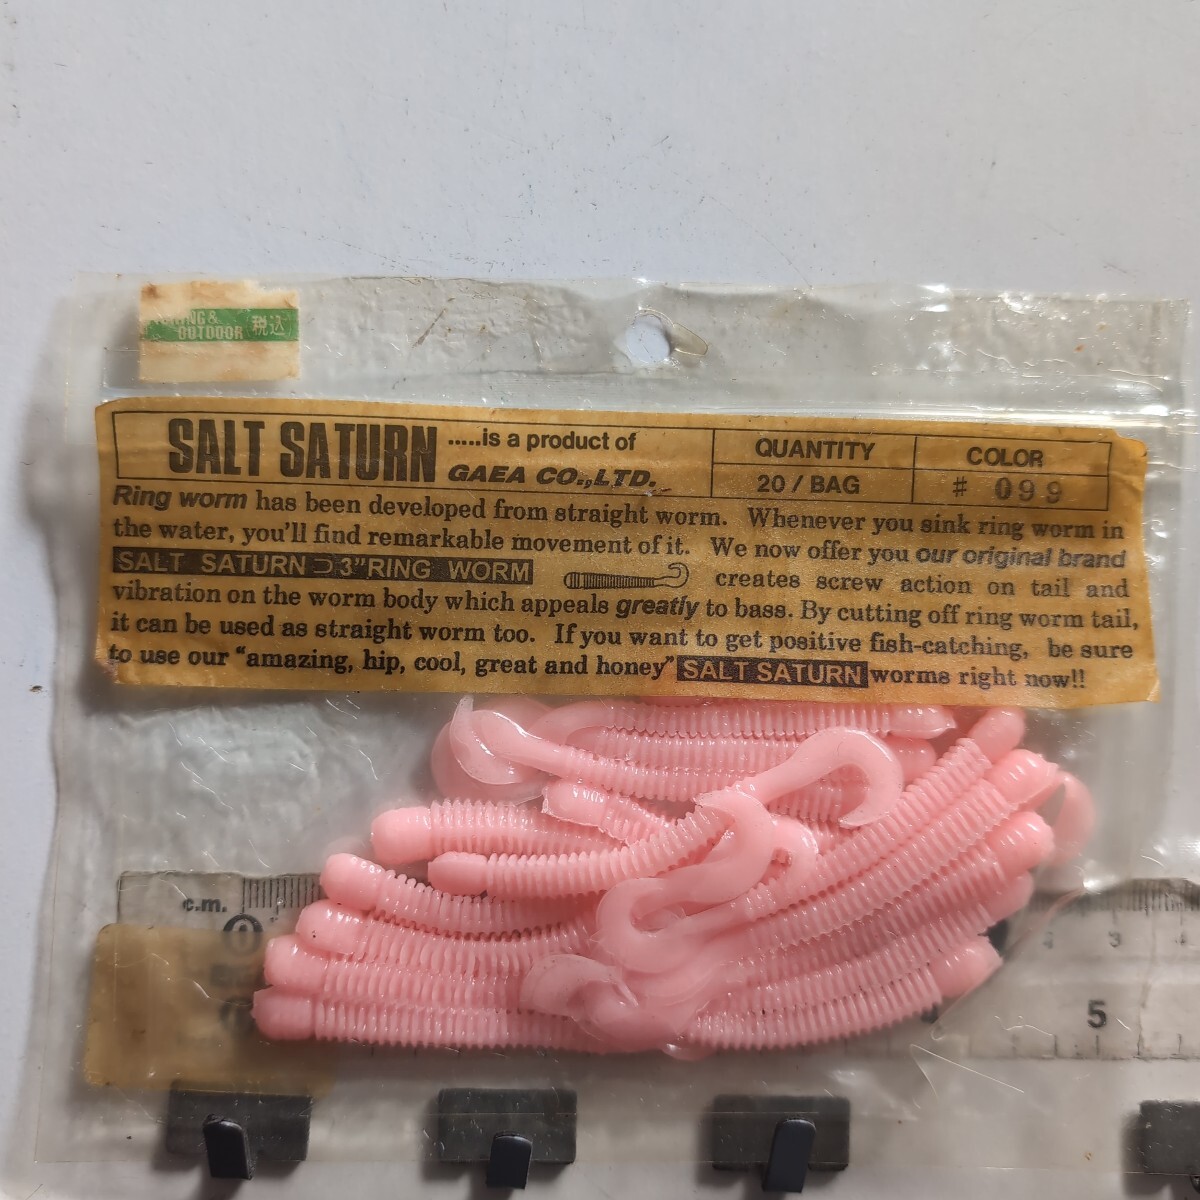 &
OUTDOOR 税込
SALT SATURN .....is a product of GAEA CO.,LTD.
QUANTITY COLOR
20 / BAG # 099
Ring worm has been developed from straight worm. Whenever you sink ring worm in
the water, you'll find remarkable movement of it. We now offer you our original brand
SALT SATURN⊃3"RING WORM creates screw action on tail and
vibration on the worm body which appeals greatly to bass. By cutting off ring worm tail,
it can be used as straight worm too. If you want to get positive fish-catching, be sure
to use our "amazing, hip, cool, great and honey" SALT SATURN worms right now!!
c.m. 0
3 4
5